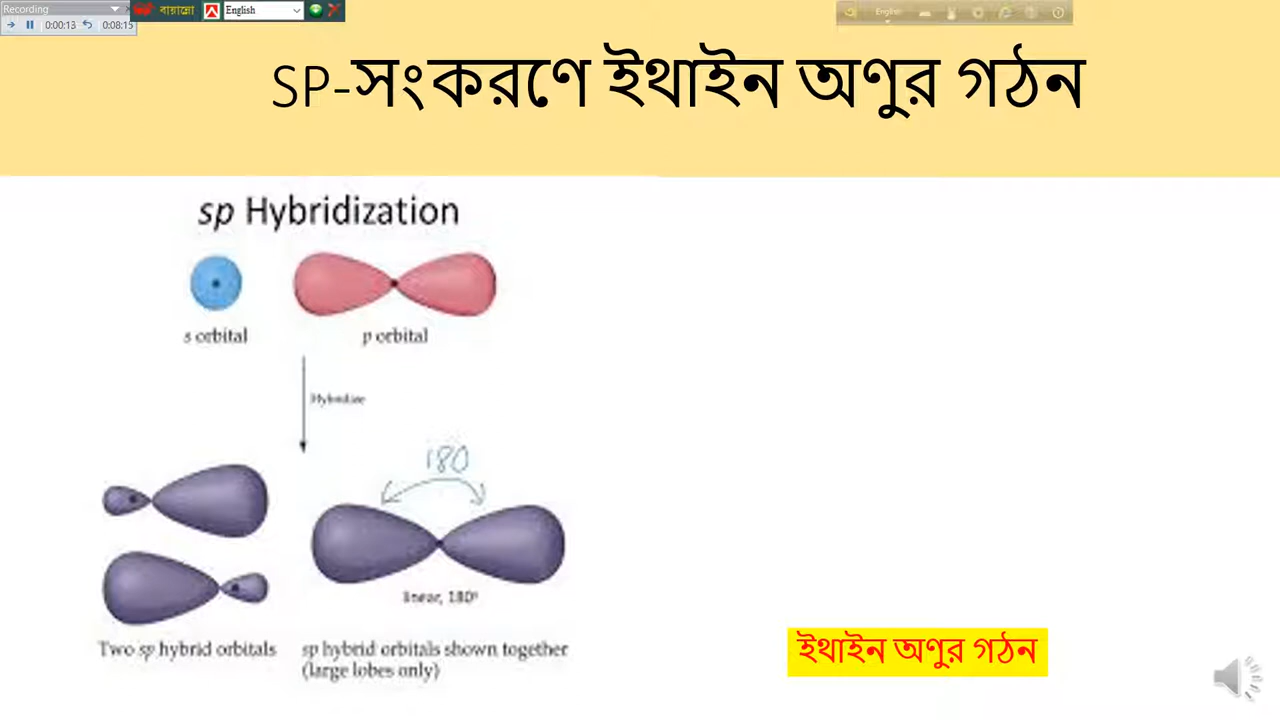 Recording
0:00:13 0:08:15
বায়ান্নো
English
English
SP-সংকরণে ইথাইন অণুর গঠন
sp Hybridization
s orbital
p orbital
Hybridize
180
linear, 180°
Two sp hybrid orbitals
sp hybrid orbitals shown together
(large lobes only)
ইথাইন অণুর গঠন